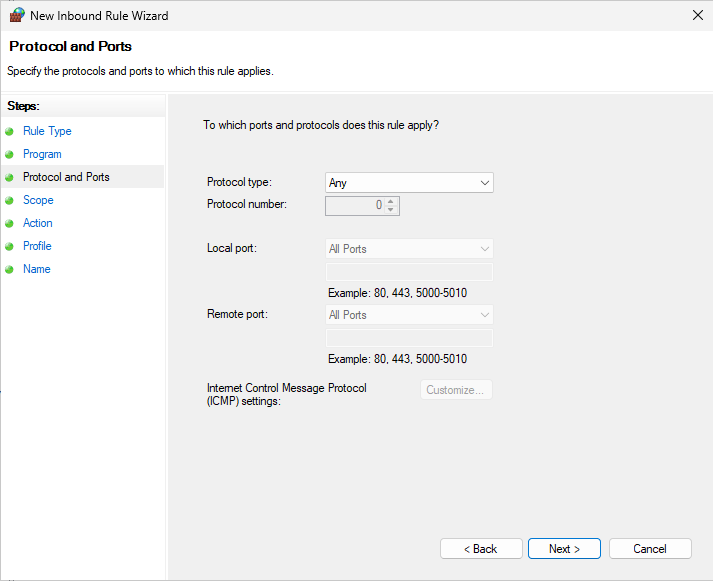 New Inbound Rule Wizard
Protocol and Ports
Specify the protocols and ports to which this rule applies.
Steps:
Rule Type
Program
Protocol and Ports
Scope
Action
Profile
Name
To which ports and protocols does this rule apply?
Protocol type: Any
Protocol number: 0
Local port: All Ports
Example: 80, 443, 5000-5010
Remote port: All Ports
Example: 80, 443, 5000-5010
Internet Control Message Protocol
(ICMP) settings:
Customize...
< Back Next > Cancel